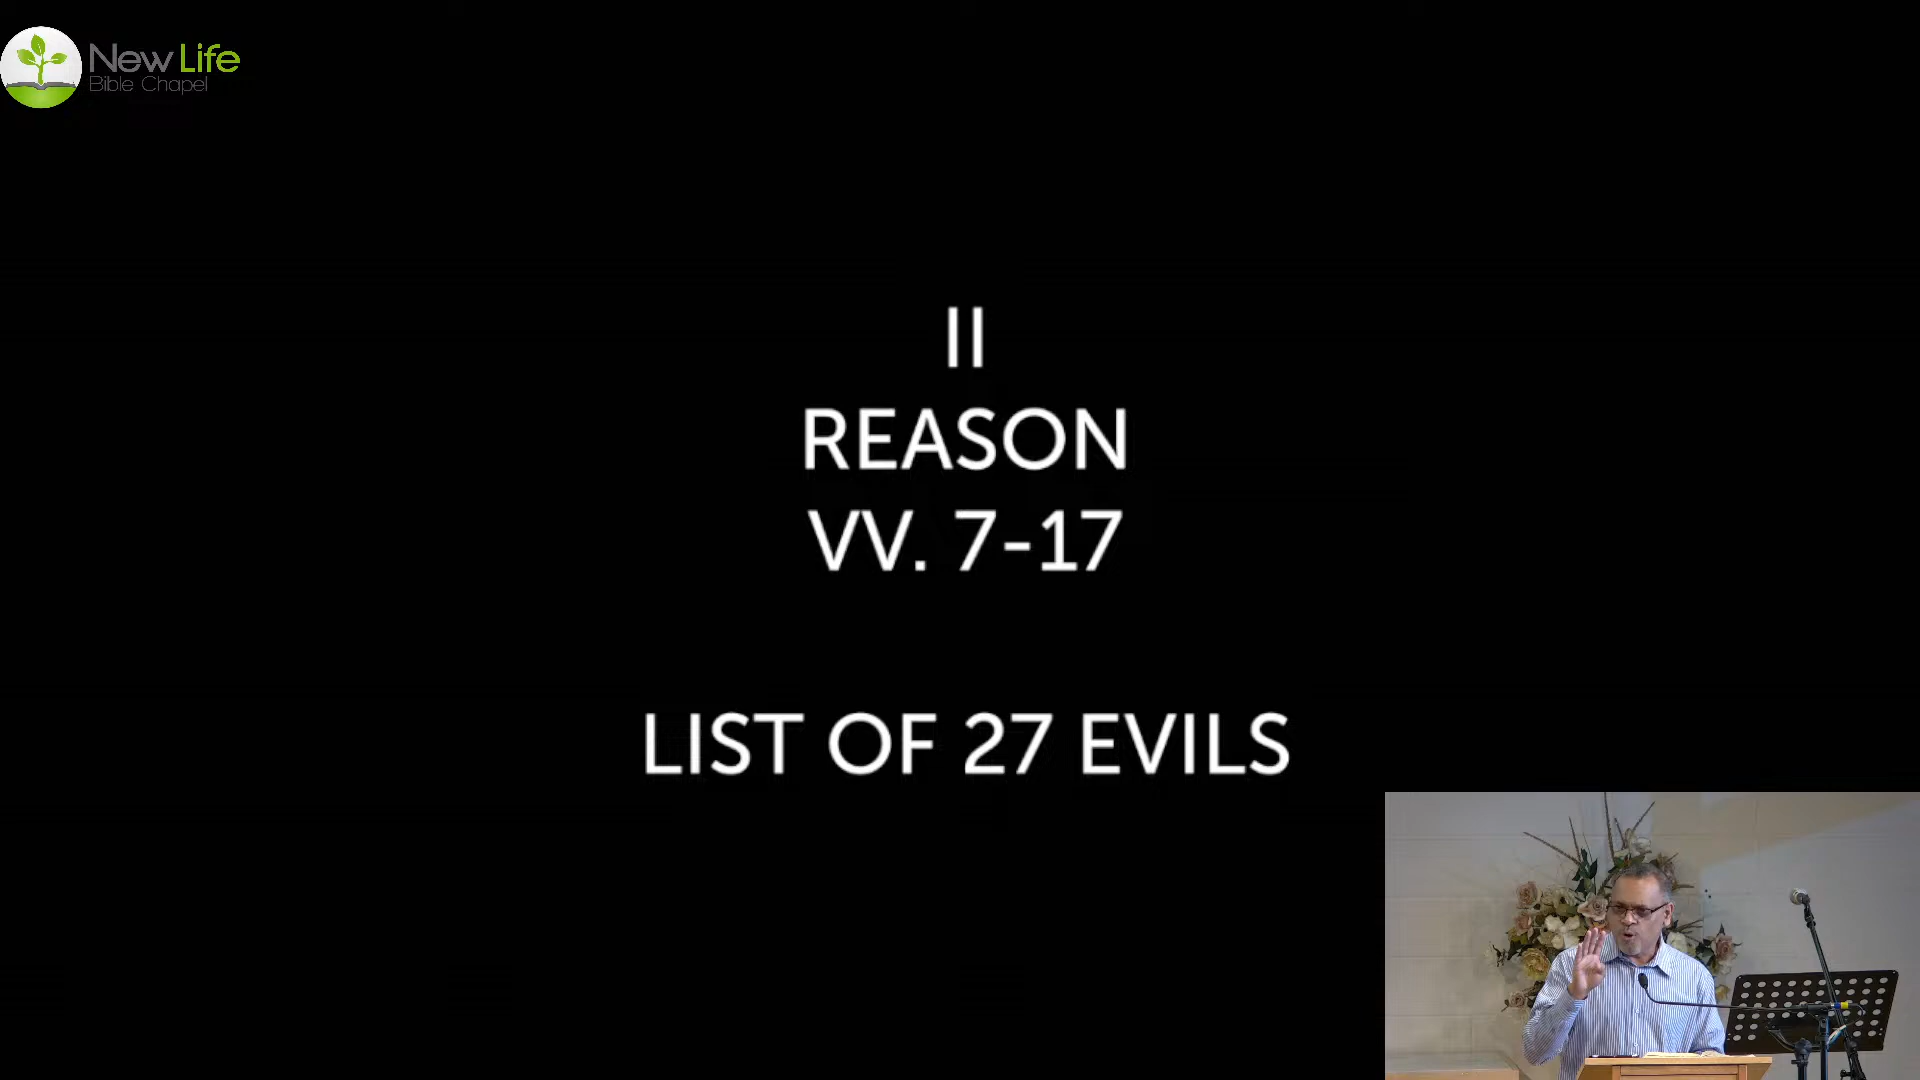 New Life
Bible Chapel
II
REASON
VV. 7-17
LIST OF 27 EVILS